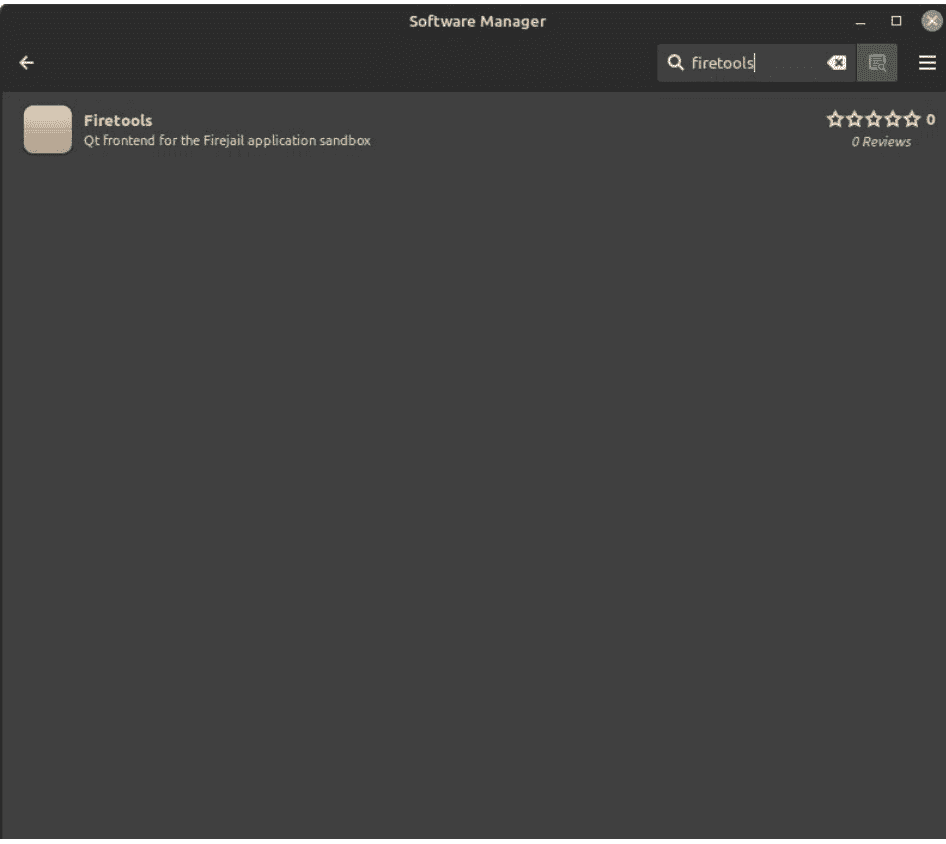 Software Manager
firetools
Firetools
Qt frontend for the Firejail application sandbox
0
0 Reviews